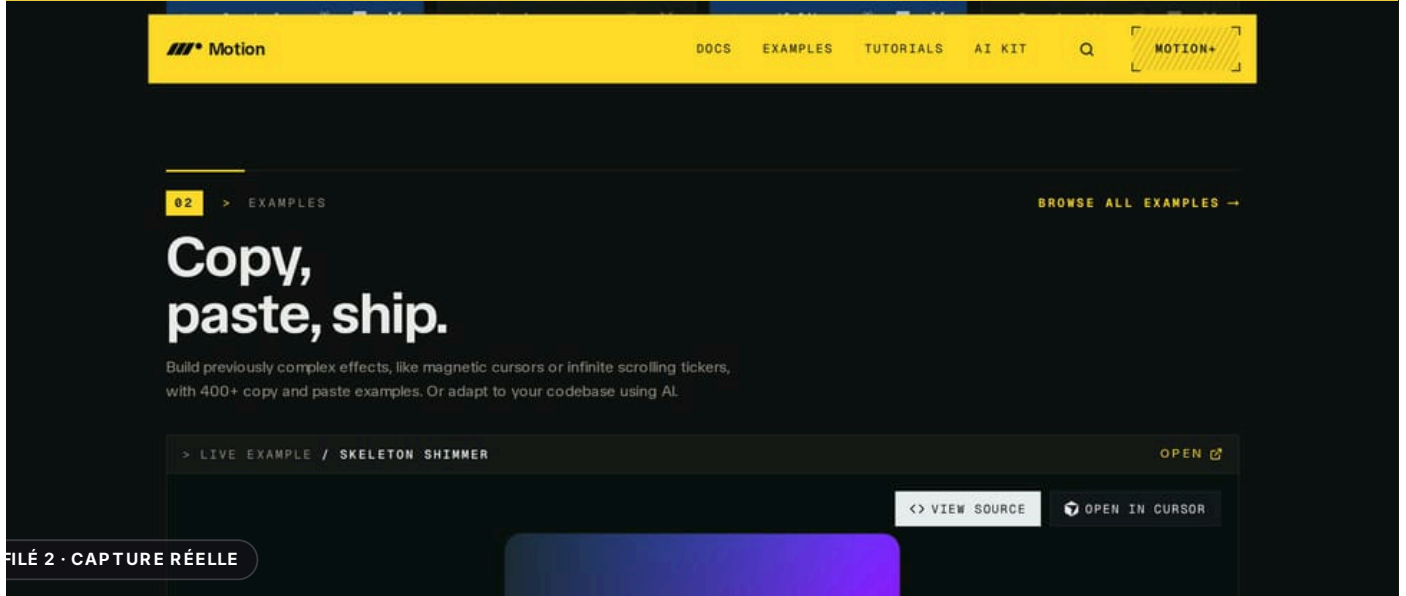 Motion
DOCS EXAMPLES TUTORIALS AI KIT MOTION+
02 > EXAMPLES
BROWSE ALL EXAMPLES →
Copy,
paste, ship.
Build previously complex effects, like magnetic cursors or infinite scrolling tickers,
with 400+ copy and paste examples. Or adapt to your codebase using AI.
> LIVE EXAMPLE / SKELETON SHIMMER
OPEN
<> VIEW SOURCE
OPEN IN CURSOR
FILÉ 2 · CAPTURE RÉELLE